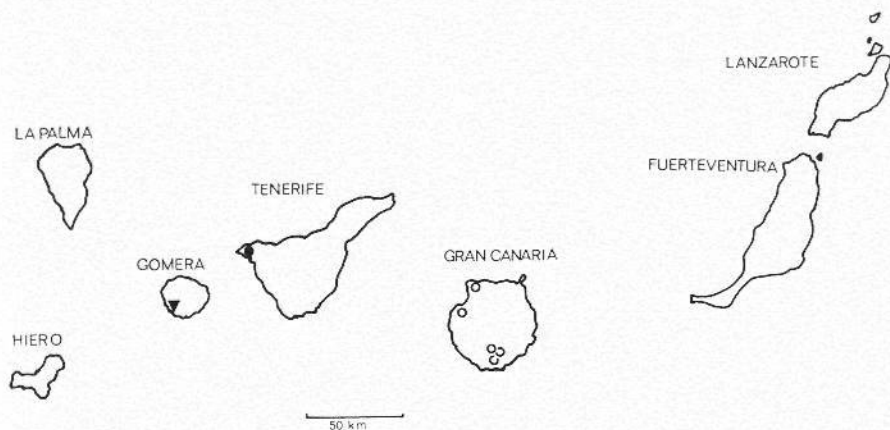 LANZAROTE
LA PALMA
FUERTEVENTURA
TENERIFE
GRAN CANARIA
GOMERA
HIERO
50 km